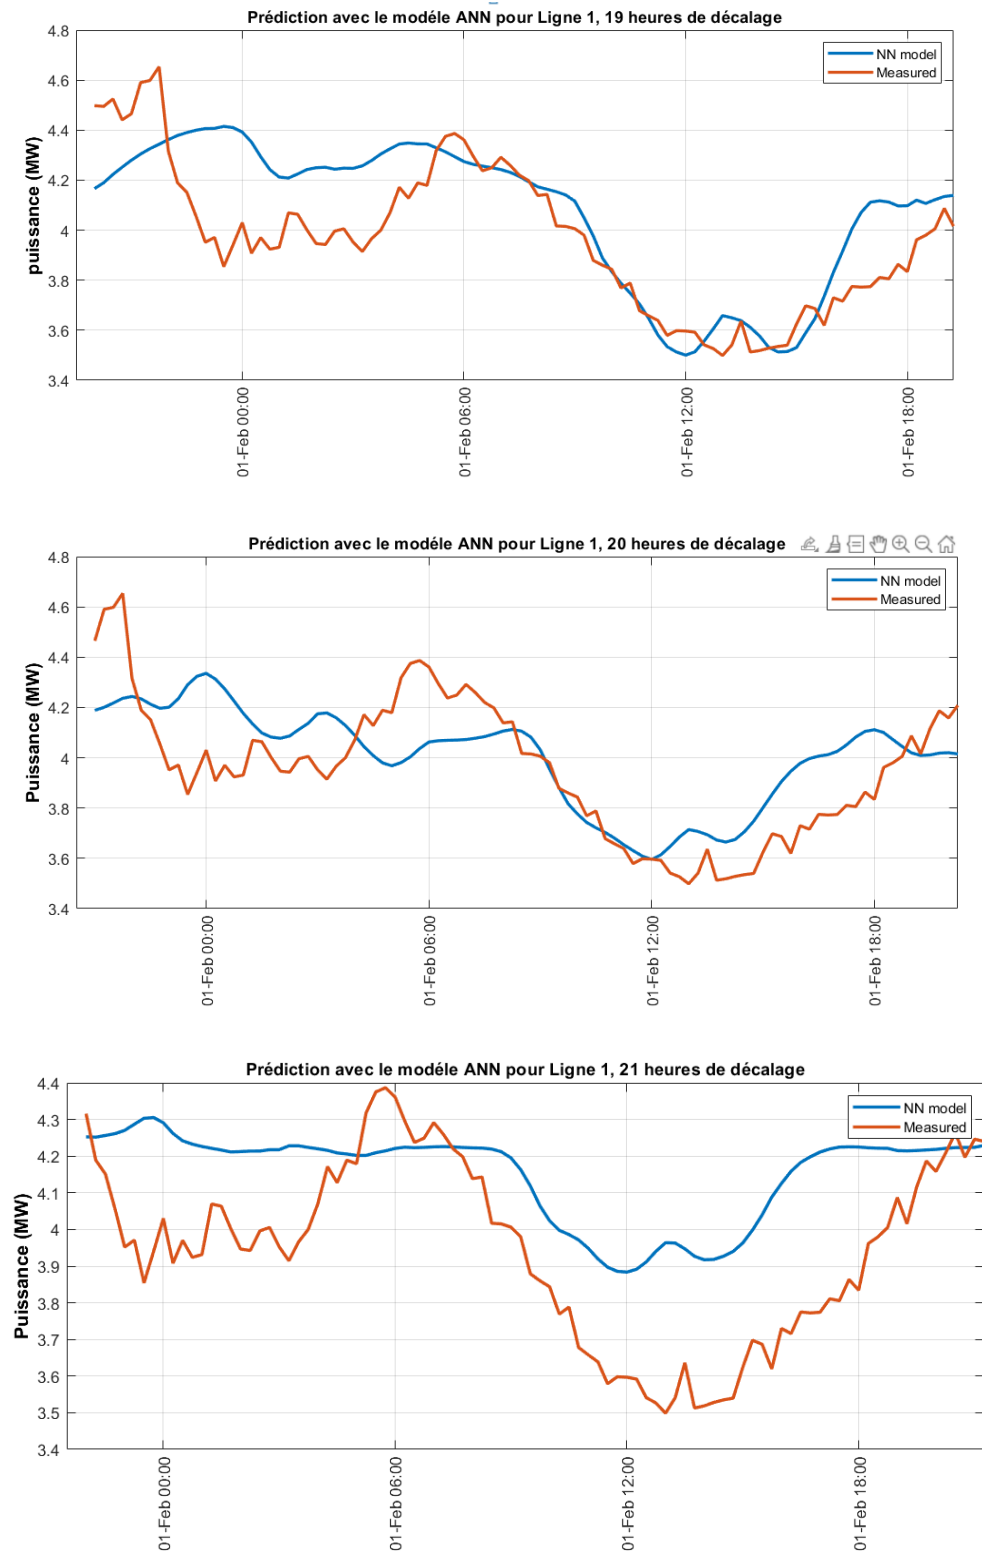 Prédiction avec le modéle ANN pour Ligne 1, 19 heures de décalage
4.8
4.6
4.4
4.2
4
3.8
3.6
3.4
puissance (MW)
NN model
Measured
01-Feb 00:00
01-Feb 06:00
01-Feb 12:00
01-Feb 18:00
Prédiction avec le modéle ANN pour Ligne 1, 20 heures de décalage
4.8
4.6
4.4
4.2
4
3.8
3.6
3.4
Puissance (MW)
NN model
Measured
01-Feb 00:00
01-Feb 06:00
01-Feb 12:00
01-Feb 18:00
Prédiction avec le modéle ANN pour Ligne 1, 21 heures de décalage
4.4
4.3
4.2
4.1
4
3.9
3.8
3.7
3.6
3.5
3.4
Puissance (MW)
NN model
Measured
01-Feb 00:00
01-Feb 06:00
01-Feb 12:00
01-Feb 18:00